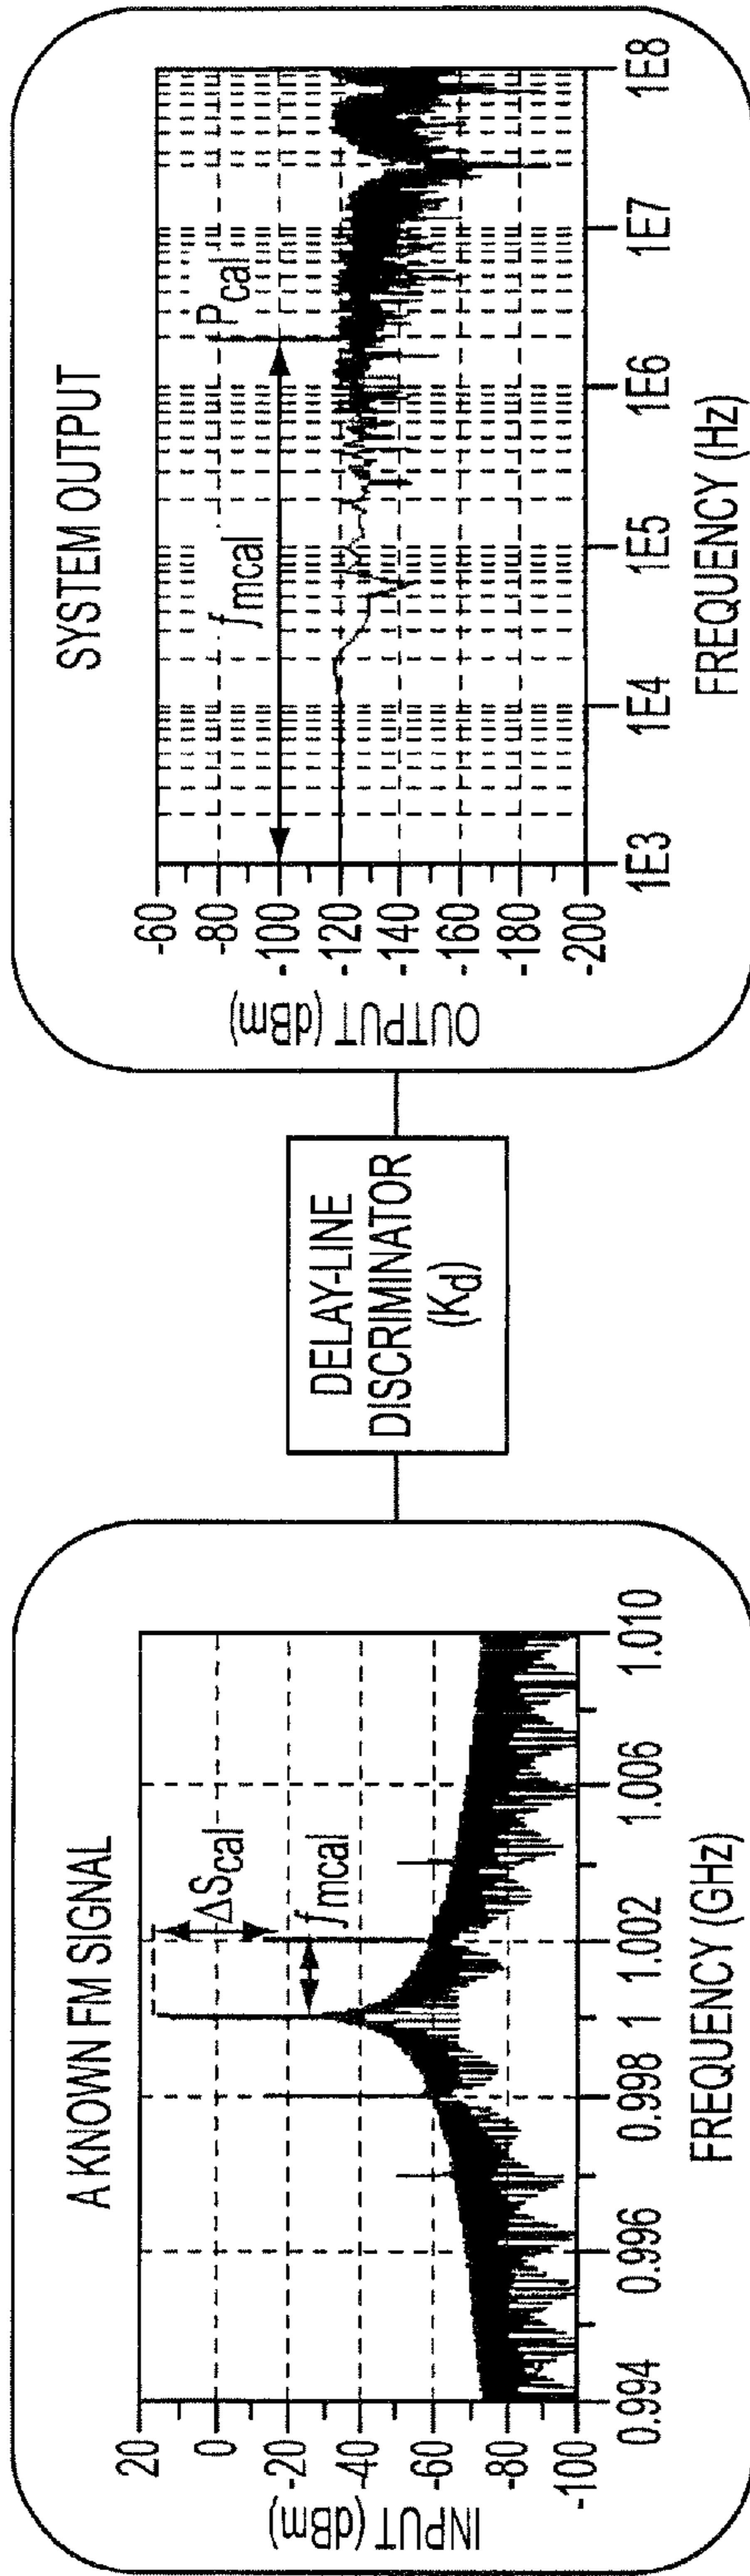 A KNOWN FM SIGNAL
INPUT (dBm)
20
0
-20
-40
-60
-80
-100
ΔScal
fmcal
0.994
0.996
0.998
1
1.002
1.006
1.010
FREQUENCY (GHz)
DELAY-LINE
DISCRIMINATOR
(Kd)
SYSTEM OUTPUT
OUTPUT (dBm)
-60
-80
-100
-120
-140
-160
-180
-200
fmcal
Pcal
1E3
1E4
1E5
1E6
1E7
1E8
FREQUENCY (Hz)